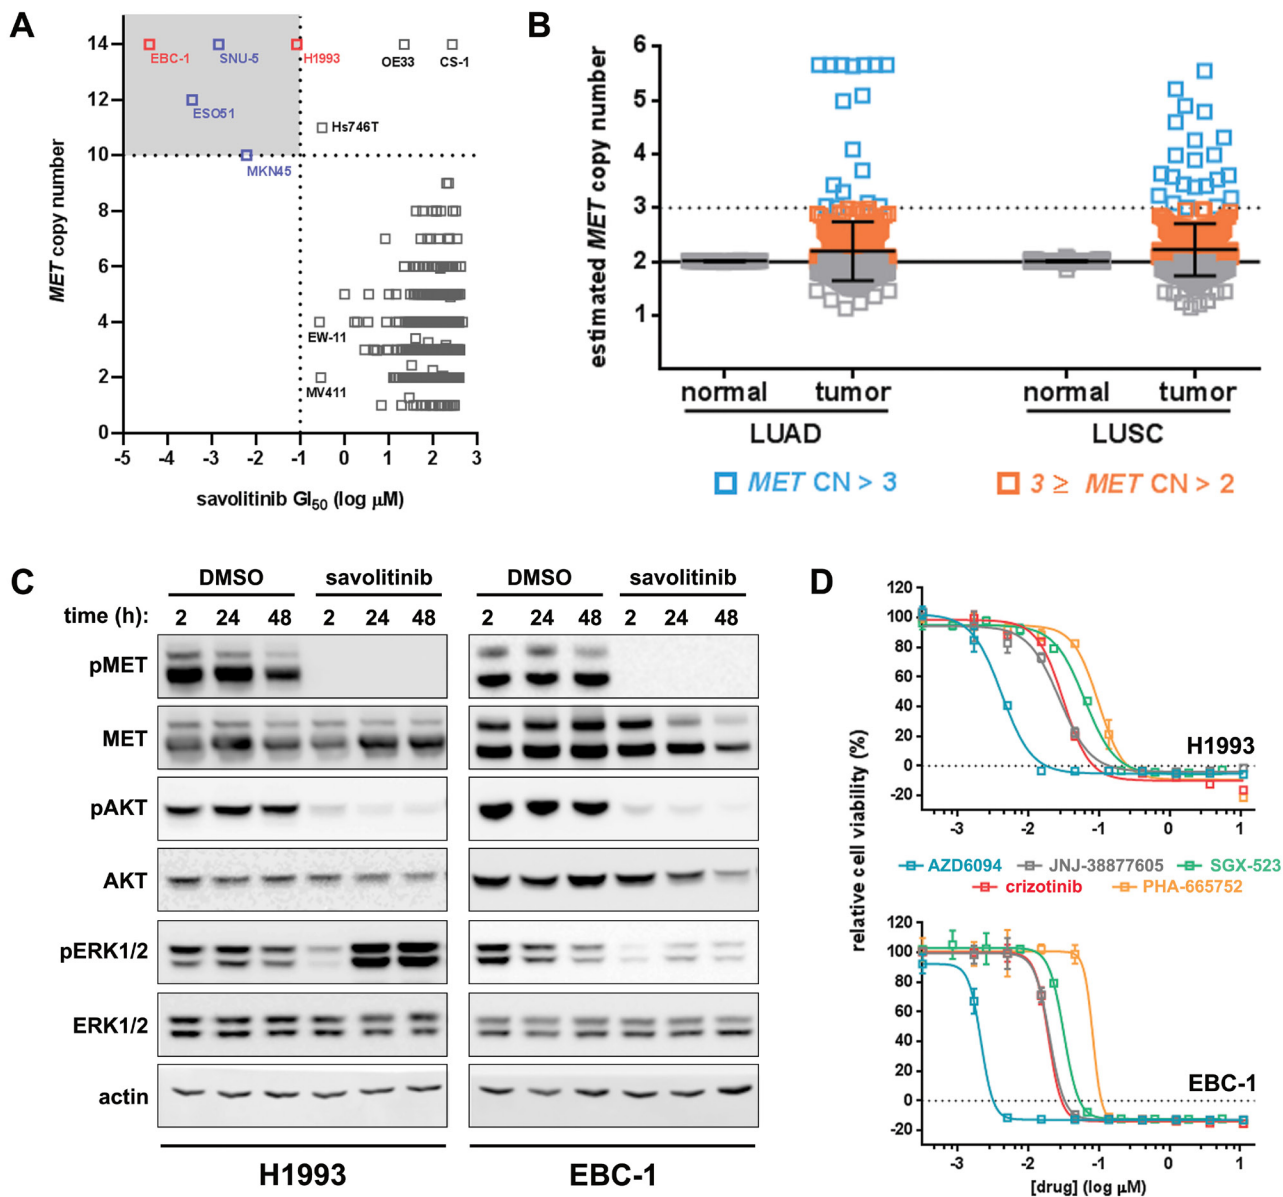 A
MET copy number
14
12
10
8
6
4
2
0
EBC-1
SNU-5
H1993
OE33
CS-1
ESO51
Hs746T
MKN45
EW-11
MV411
-5 -4 -3 -2 -1 0 1 2 3
savolitinib GI50 (log μM)
B
estimated MET copy number
6
5
4
3
2
1
normal tumor normal tumor
LUAD LUSC
MET CN > 3 3 ≥ MET CN > 2
C
DMSO savolitinib DMSO savolitinib
time (h): 2 24 48 2 24 48 2 24 48 2 24 48
pMET
MET
pAKT
AKT
pERK1/2
ERK1/2
actin
H1993 EBC-1
D
relative cell viability (%)
120
100
80
60
40
20
0
-20
H1993
-3 -2 -1 0 1
AZD6094 JNJ-38877605 SGX-523
crizotinib PHA-665752
120
100
80
60
40
20
0
-20
EBC-1
-3 -2 -1 0 1
[drug] (log μM)